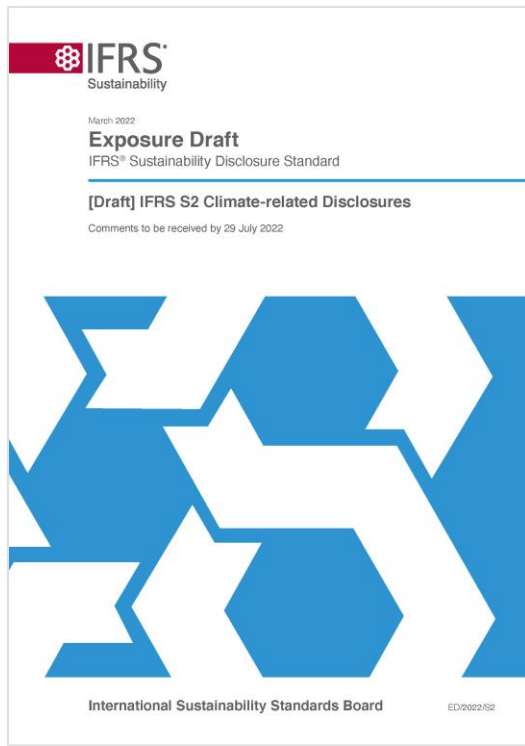 IFRS®
Sustainability
March 2022
Exposure Draft
IFRS® Sustainability Disclosure Standard
[Draft] IFRS S2 Climate-related Disclosures
Comments to be received by 29 July 2022
International Sustainability Standards Board
ED/2022/S2